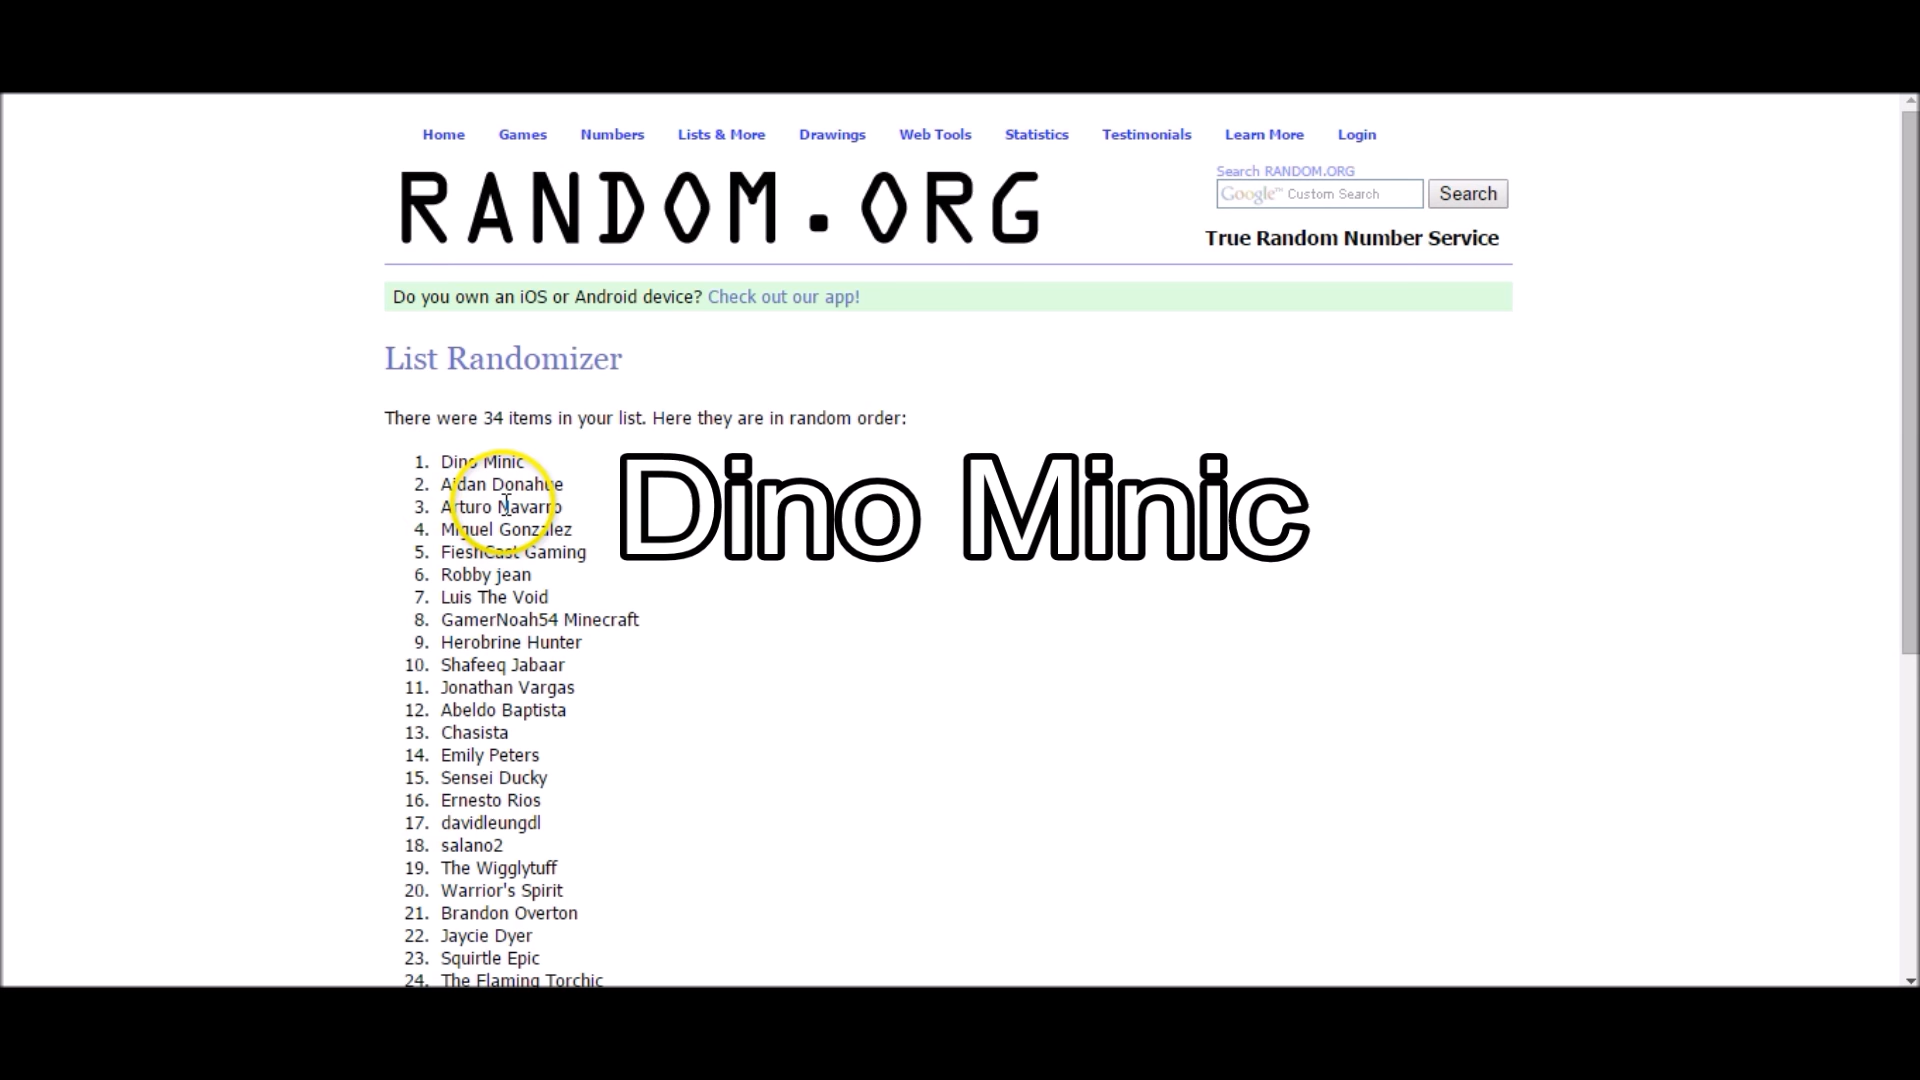 Home Games Numbers Lists & More Drawings Web Tools Statistics Testimonials Learn More Login
RANDOM.ORG
Search RANDOM.ORG
Google™ Custom Search Search
True Random Number Service
Do you own an iOS or Android device? Check out our app!
List Randomizer
There were 34 items in your list. Here they are in random order:
1. Dino Minic
2. Aidan Donahue
3. Arturo Navarro
4. Miguel Gonzalez
5. FieshCast Gaming
6. Robby jean
7. Luis The Void
8. GamerNoah54 Minecraft
9. Herobrine Hunter
10. Shafeeq Jabaar
11. Jonathan Vargas
12. Abeldo Baptista
13. Chasista
14. Emily Peters
15. Sensei Ducky
16. Ernesto Rios
17. davidleungdl
18. salano2
19. The Wigglytuff
20. Warrior's Spirit
21. Brandon Overton
22. Jaycie Dyer
23. Squirtle Epic
24. The Flaming Torchic
Dino Minic